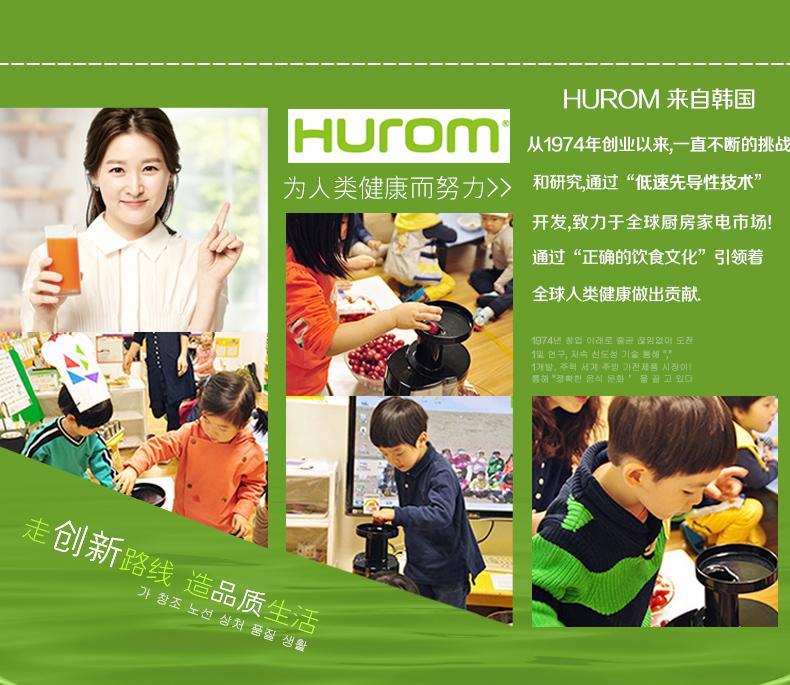 HUROM 来自韩国
Hurom®
从1974年创业以来,一直不断的挑战
为人类健康而努力>>
和研究,通过“低速先导性技术”
开发,致力于全球厨房家电市场!
通过“正确的饮食文化”引领着
全球人类健康做出贡献.
1974년 창업 이래로 줄곧 끊임없이 도전
1및 연구, 지속 선도성 기술 통해 ","
1개발, 주력 세계 주방 가전제품 시장이!
통해 "정확한 음식 문화 ' 을 끌 고 있다
走创新路线 造品质生活
가 창조 노선 상처 품질 생활